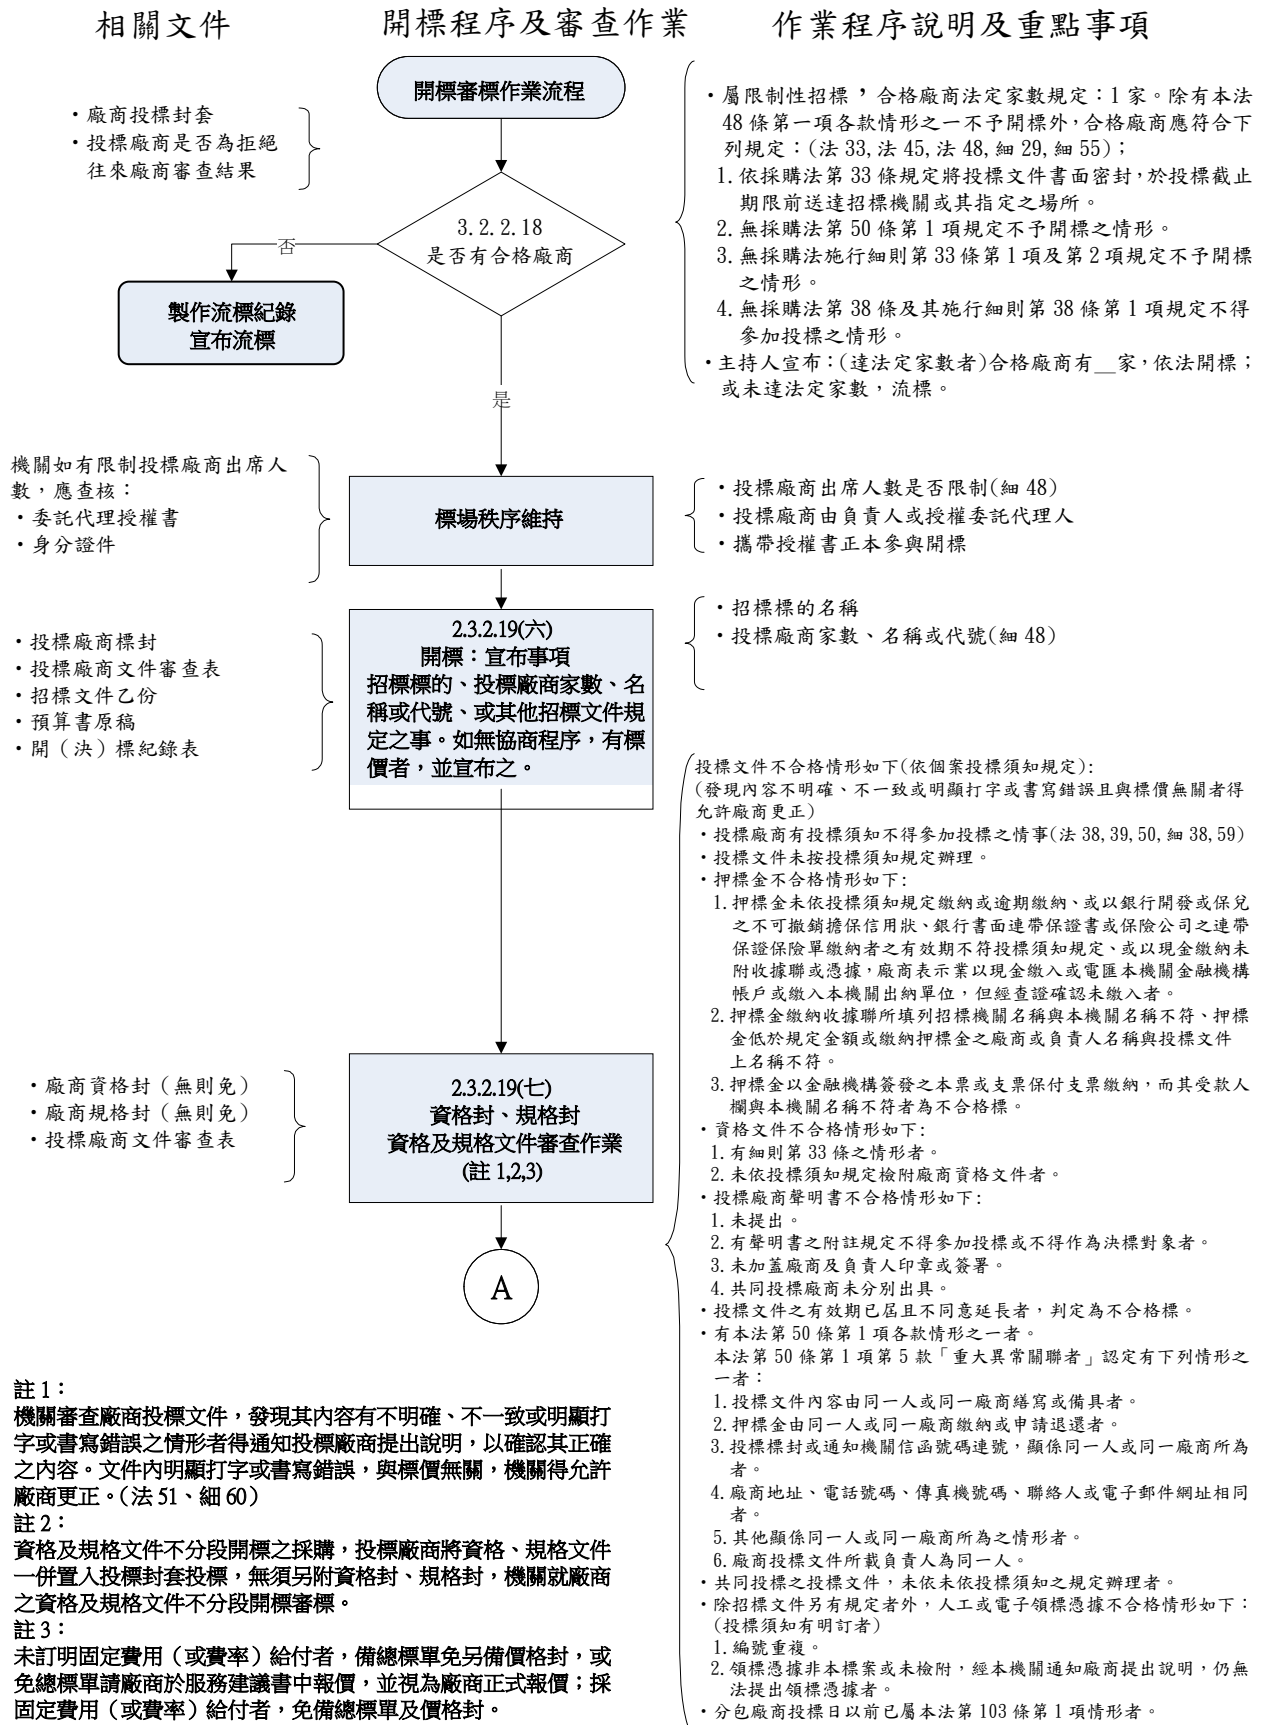 相關文件
開標程序及審查作業
作業程序說明及重點事項
開標審標作業流程
・廠商投標封套
・投標廠商是否為拒絕
往來廠商審查結果
3.2.2.18
是否有合格廠商
否
製作流標紀錄
宣布流標
是
・屬限制性招標，合格廠商法定家數規定：1 家。除有本法
48 條第一項各款情形之一不予開標外，合格廠商應符合下
列規定：(法 33,法 45,法 48,細 29,細 55)；
1.依採購法第 33 條規定將投標文件書面密封，於投標截止
期限前送達招標機關或其指定之場所。
2.無採購法第 50 條第 1 項規定不予開標之情形。
3.無採購法施行細則第 33 條第 1 項及第 2 項規定不予開標
之情形。
4.無採購法第 38 條及其施行細則第 38 條第 1 項規定不得
參加投標之情形。
・主持人宣布：(達法定家數者)合格廠商有__家，依法開標；
或未達法定家數，流標。
機關如有限制投標廠商出席人
數，應查核：
・委託代理授權書
・身分證件
標場秩序維持
・投標廠商出席人數是否限制(細 48)
・投標廠商由負責人或授權委託代理人
・攜帶授權書正本參與開標
・投標廠商標封
・投標廠商文件審查表
・招標文件乙份
・預算書原稿
・開（決）標紀錄表
2.3.2.19(六)
開標：宣布事項
招標標的、投標廠商家數、名
稱或代號、或其他招標文件規
定之事。如無協商程序，有標
價者，並宣布之。
・招標標的名稱
・投標廠商家數、名稱或代號(細 48)
・廠商資格封（無則免）
・廠商規格封（無則免）
・投標廠商文件審查表
2.3.2.19(七)
資格封、規格封
資格及規格文件審查作業
(註 1,2,3)
A
投標文件不合格情形如下(依個案投標須知規定):
(發現內容不明確、不一致或明顯打字或書寫錯誤且與標價無關者得
允許廠商更正)
・投標廠商有投標須知不得參加投標之情事(法 38,39,50,細 38,59)
・投標文件未按投標須知規定辦理。
・押標金不合格情形如下:
1.押標金未依投標須知規定繳納或逾期繳納、或以銀行開發或保兌
之不可撤銷擔保信用狀、銀行書面連帶保證書或保險公司之連帶
保證保險單繳納者之有效期不符投標須知規定、或以現金繳納未
附收據聯或憑據，廠商表示業以現金繳入或電匯本機關金融機構
帳戶或繳入本機關出納單位，但經查證確認未繳入者。
2.押標金繳納收據聯所填列招標機關名稱與本機關名稱不符、押標
金低於規定金額或繳納押標金之廠商或負責人名稱與投標文件
上名稱不符。
3.押標金以金融機構簽發之本票或支票保付支票繳納，而其受款人
欄與本機關名稱不符者為不合格標。
・資格文件不合格情形如下:
1.有細則第 33 條之情形者。
2.未依投標須知規定檢附廠商資格文件者。
・投標廠商聲明書不合格情形如下:
1.未提出。
2.有聲明書之附註規定不得參加投標或不得作為決標對象者。
3.未加蓋廠商及負責人印章或簽署。
4.共同投標廠商未分別出具。
・投標文件之有效期已屆且不同意延長者，判定為不合格標。
・有本法第 50 條第 1 項各款情形之一者。
本法第 50 條第 1 項第 5 款「重大異常關聯者」認定有下列情形之
一者：
1.投標文件內容由同一人或同一廠商繕寫或備具者。
2.押標金由同一人或同一廠商繳納或申請退還者。
3.投標標封或通知機關信函號碼連號，顯係同一人或同一廠商所為
者。
4.廠商地址、電話號碼、傳真機號碼、聯絡人或電子郵件網址相同
者。
5.其他顯係同一人或同一廠商所為之情形者。
6.廠商投標文件所載負責人為同一人。
・共同投標之投標文件，未依未依投標須知之規定辦理者。
・除招標文件另有規定者外，人工或電子領標憑據不合格情形如下：
(投標須知有明訂者)
1.編號重複。
2.領標憑據非本標案或未檢附，經本機關通知廠商提出說明，仍無
法提出領標憑據者。
・分包廠商投標日以前已屬本法第 103 條第 1 項情形者。
註 1：
機關審查廠商投標文件，發現其內容有不明確、不一致或明顯打
字或書寫錯誤之情形者得通知投標廠商提出說明，以確認其正確
之內容。文件內明顯打字或書寫錯誤，與標價無關，機關得允許
廠商更正。(法 51、細 60）
註 2：
資格及規格文件不分段開標之採購，投標廠商將資格、規格文件
一併置入投標封套投標，無須另附資格封、規格封，機關就廠商
之資格及規格文件不分段開標審標。
註 3：
未訂明固定費用（或費率）給付者，備總標單免另備價格封，或
免總標單請廠商於服務建議書中報價，並視為廠商正式報價；採
固定費用（或費率）給付者，免備總標單及價格封。